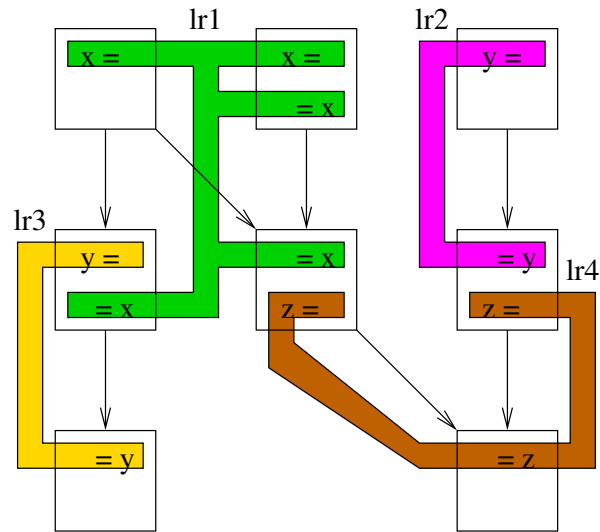 lr1
lr2
x =
x =
y =
= x
lr3
y =
= x
= y
lr4
= x
z =
z =
= y
= z